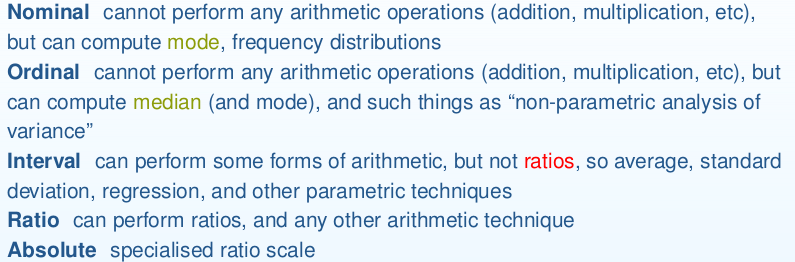 Nominal cannot perform any arithmetic operations (addition, multiplication, etc),
but can compute mode, frequency distributions
Ordinal cannot perform any arithmetic operations (addition, multiplication, etc), but
can compute median (and mode), and such things as “non-parametric analysis of
variance”
Interval can perform some forms of arithmetic, but not ratios, so average, standard
deviation, regression, and other parametric techniques
Ratio can perform ratios, and any other arithmetic technique
Absolute specialised ratio scale